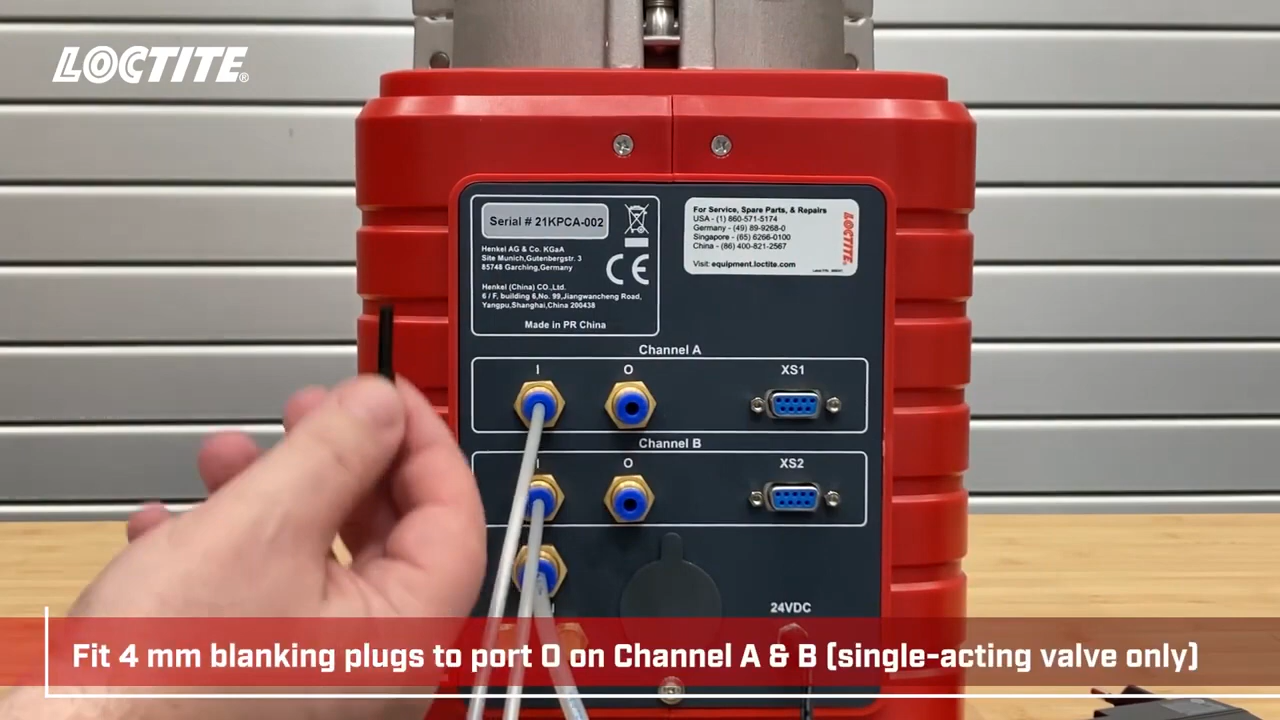 LOCTITE®
Serial # 21KPCA-002
Henkel AG & Co. KGaA
Site Munich,Gutenbergstr. 3
85748 Garching,Germany
Henkel (China) CO.,Ltd.
6 / F, building 6,No. 99,Jiangwancheng Road,
Yangpu,Shanghai,China 200438
CE
Made in PR China
For Service, Spare Parts, & Repairs
USA - (1) 860-571-5174
Germany - (49) 89-9268-0
Singapore - (65) 6266-0100
China - (86) 400-821-2567
Visit: equipment.loctite.com
LOCTITE
Channel A
I O XS1
Channel B
I O XS2
24VDC
Fit 4 mm blanking plugs to port O on Channel A & B (single-acting valve only)